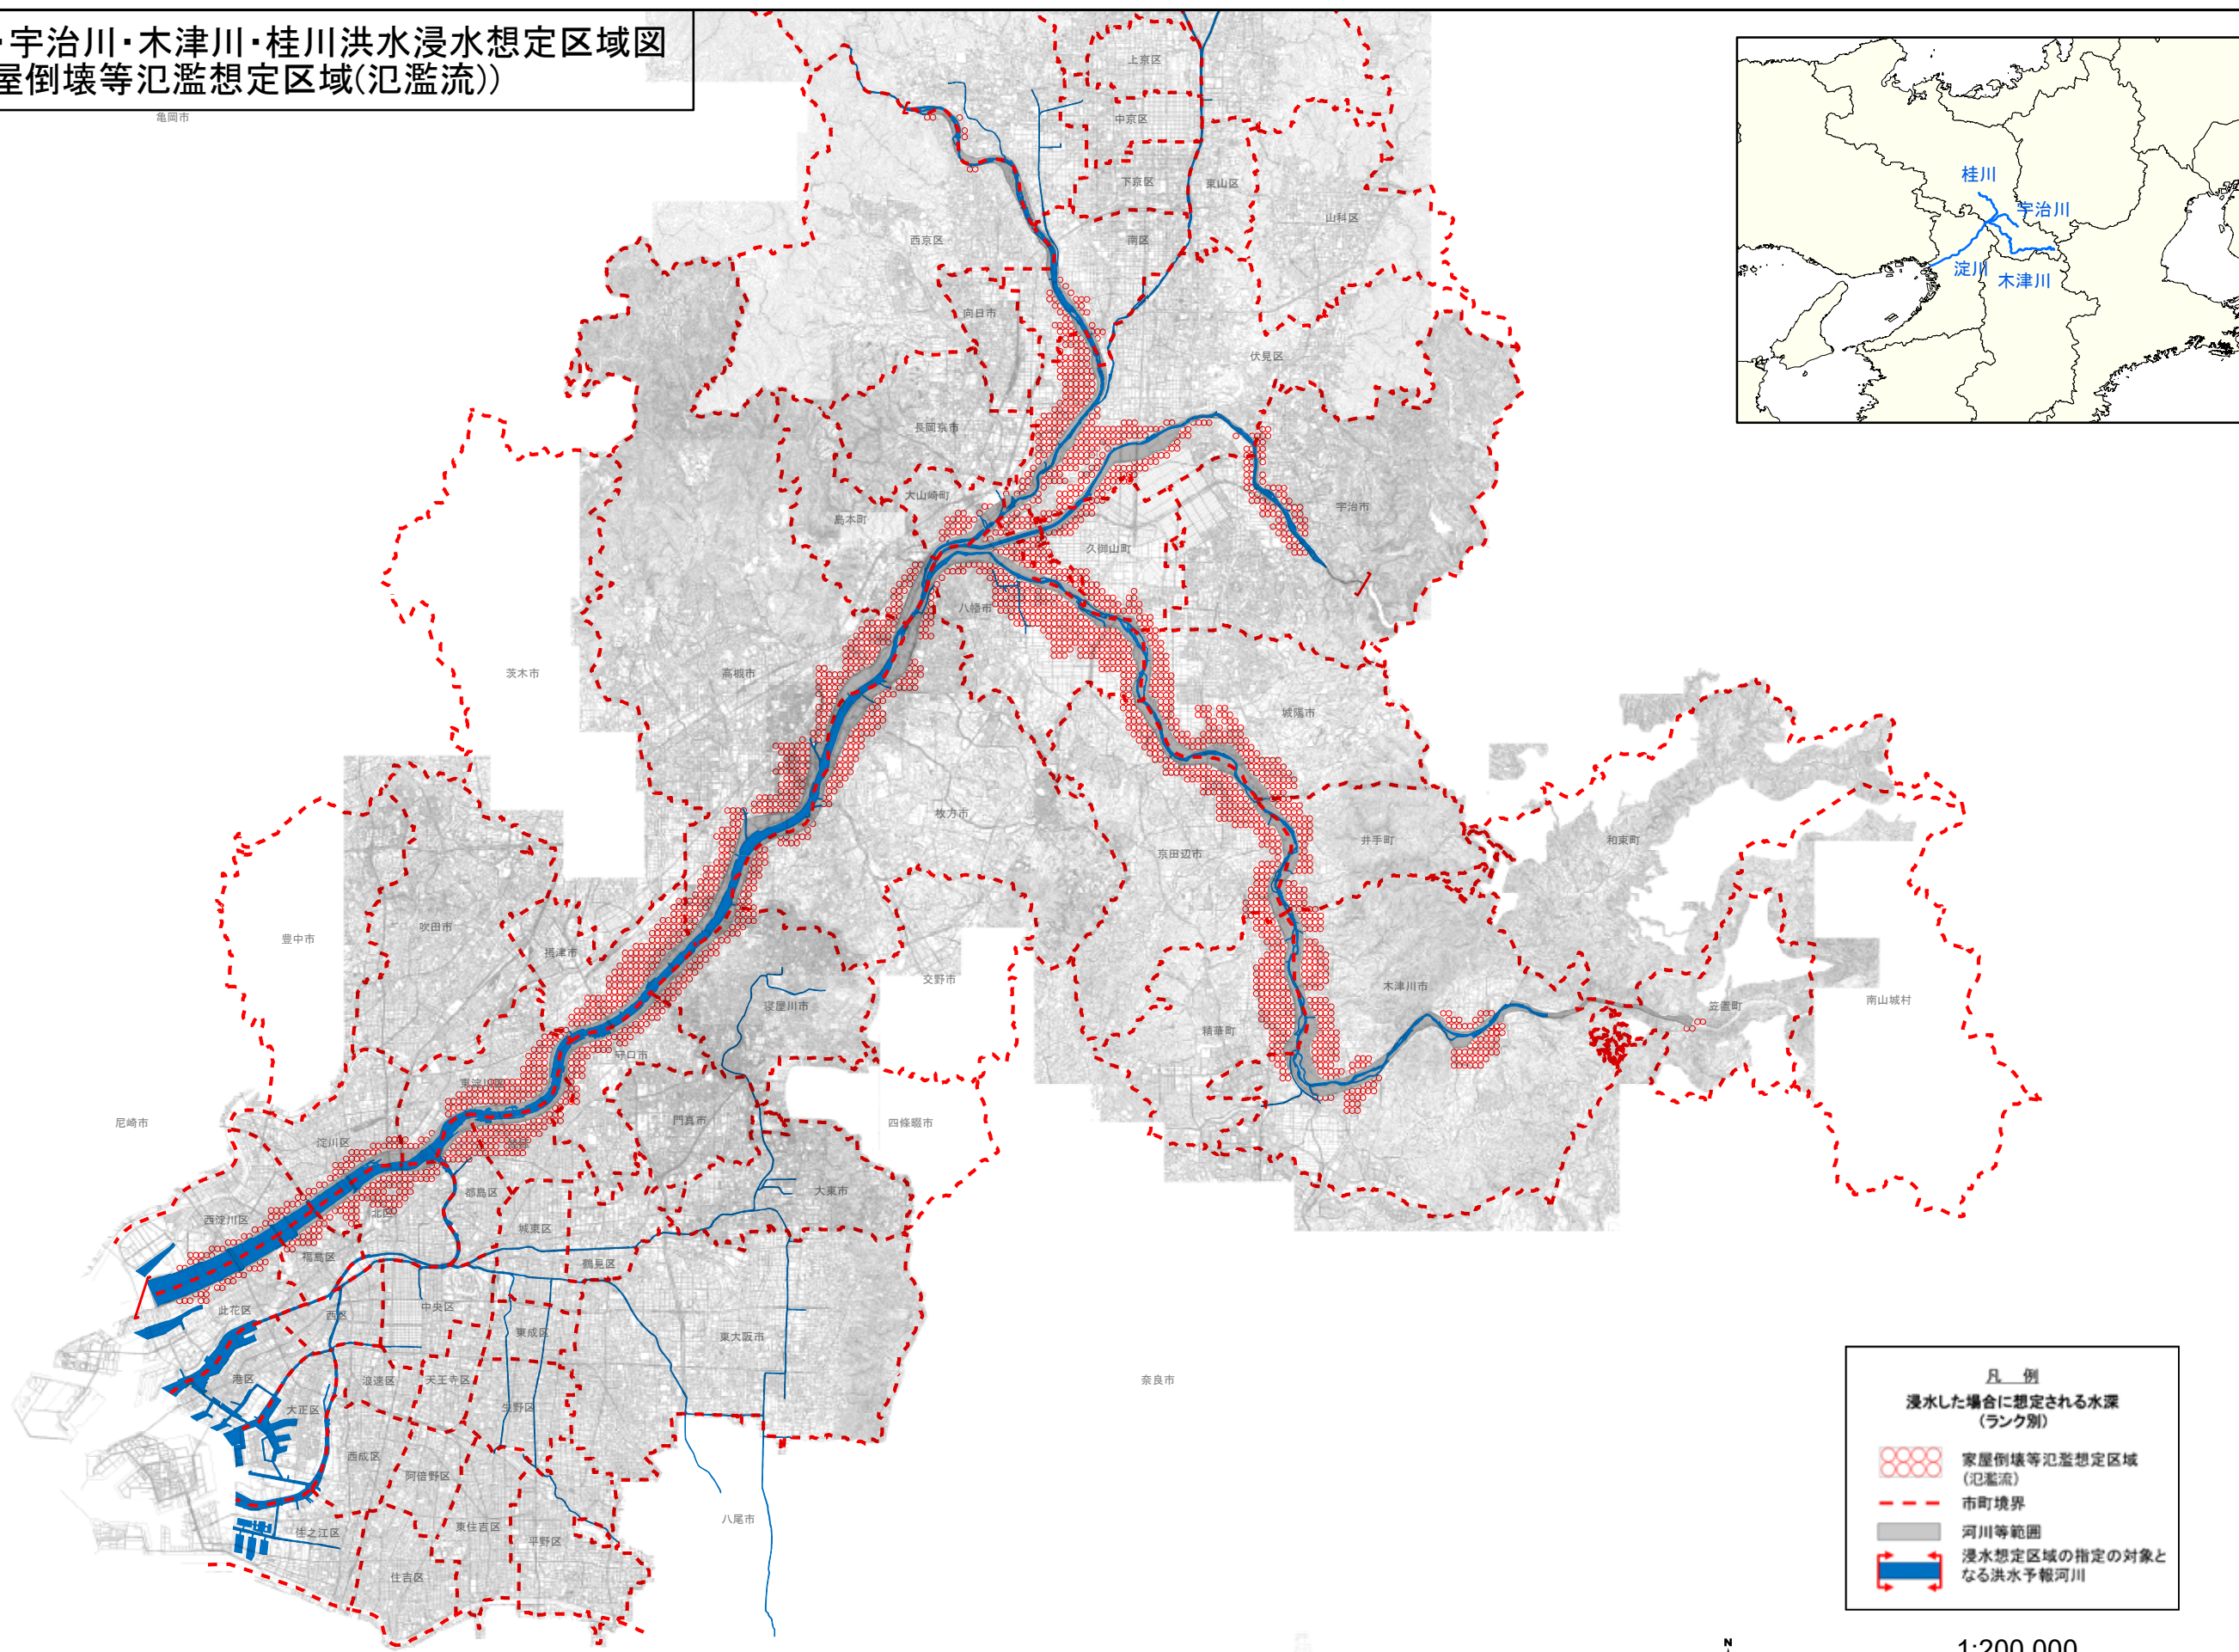 ・宇治川・木津川・桂川洪水浸水想定区域図
屋倒壊等氾濫想定区域(氾濫流))
亀岡市
上京区
中京区
下京区
東山区
山科区
西京区
南区
向日市
伏見区
長岡京市
大山崎町
島本町
宇治市
久御山町
八幡市
茨木市
高槻市
城陽市
枚方市
京田辺市
井手町
和束町
豊中市
吹田市
摂津市
交野市
寝屋川市
木津川市
笠置町
南山城村
精華町
守口市
東淀川区
門真市
四條畷市
尼崎市
淀川区
旭区
都島区
大東市
西淀川区
北区
城東区
福島区
鶴見区
此花区
西区
中央区
東成区
東大阪市
港区
浪速区
天王寺区
奈良市
大正区
生野区
西成区
阿倍野区
住之江区
東住吉区
平野区
八尾市
住吉区
桂川
宇治川
淀川
木津川
凡 例
浸水した場合に想定される水深
(ランク別)
家屋倒壊等氾濫想定区域
(氾濫流)
市町境界
河川等範囲
浸水想定区域の指定の対象と
なる洪水予報河川
N
1:200,000